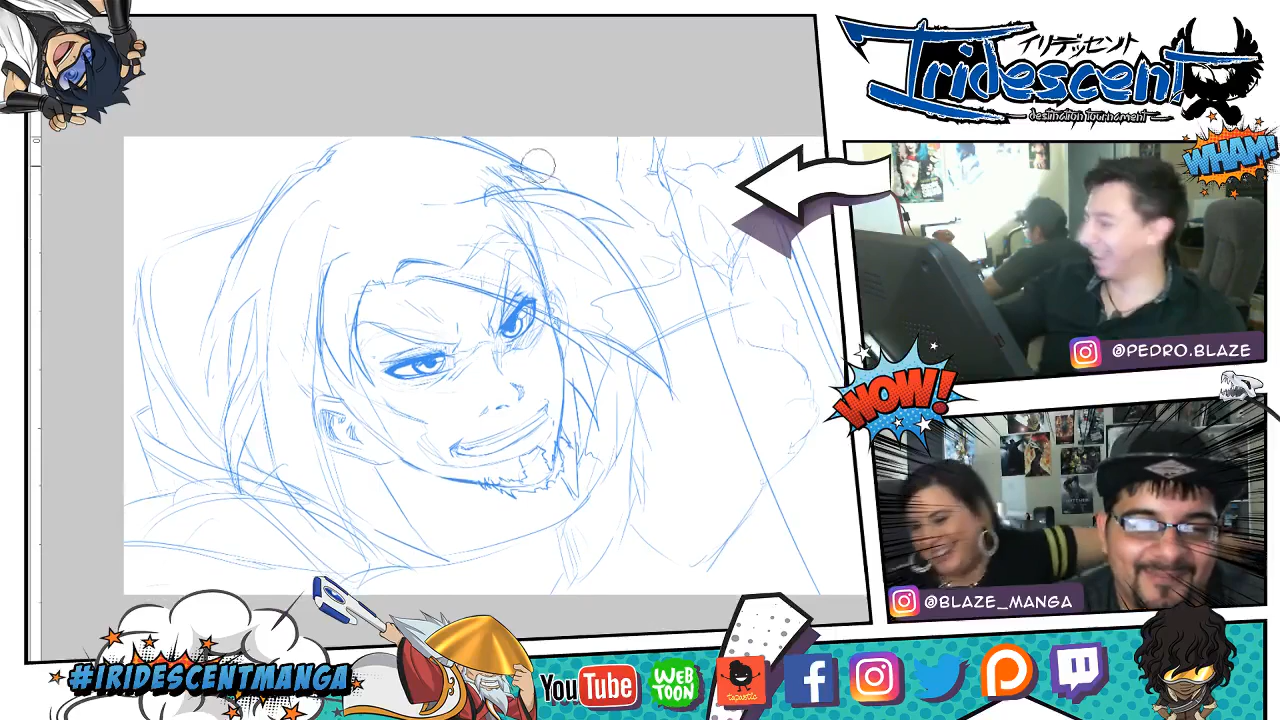 イリデッセント
Iridescent
destination tournament
WHAM!
@PEDRO.BLAZE
WOW!
@BLAZE_MANGA
#IRIDESCENTMANGA
YouTube
WEB
TOON
tapastic